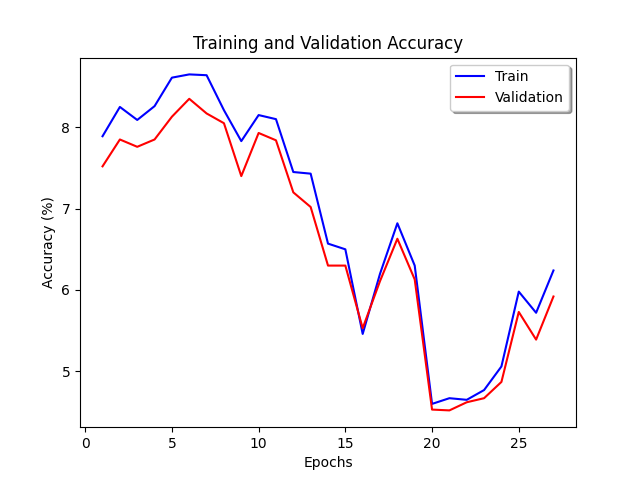 Training and Validation Accuracy
Train
Validation
8
7
6
5
Accuracy (%)
0 5 10 15 20 25
Epochs